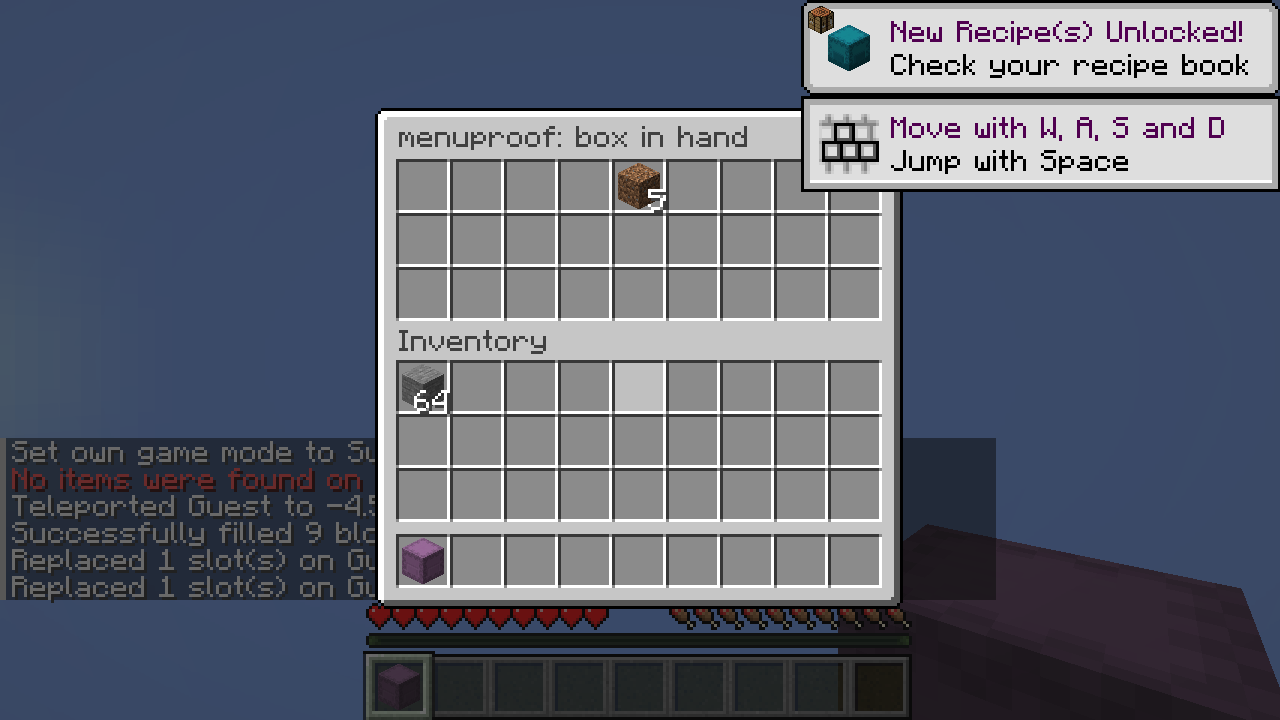 New Recipe(s) Unlocked!
Check your recipe book
Move with W, A, S and D
Jump with Space
menuproof: box in hand
5
Inventory
64
Set own game mode to
No items were found on
Teleported Guest to
Successfully filled 9
Replaced 1 slot(s) on
Replaced 1 slot(s) on